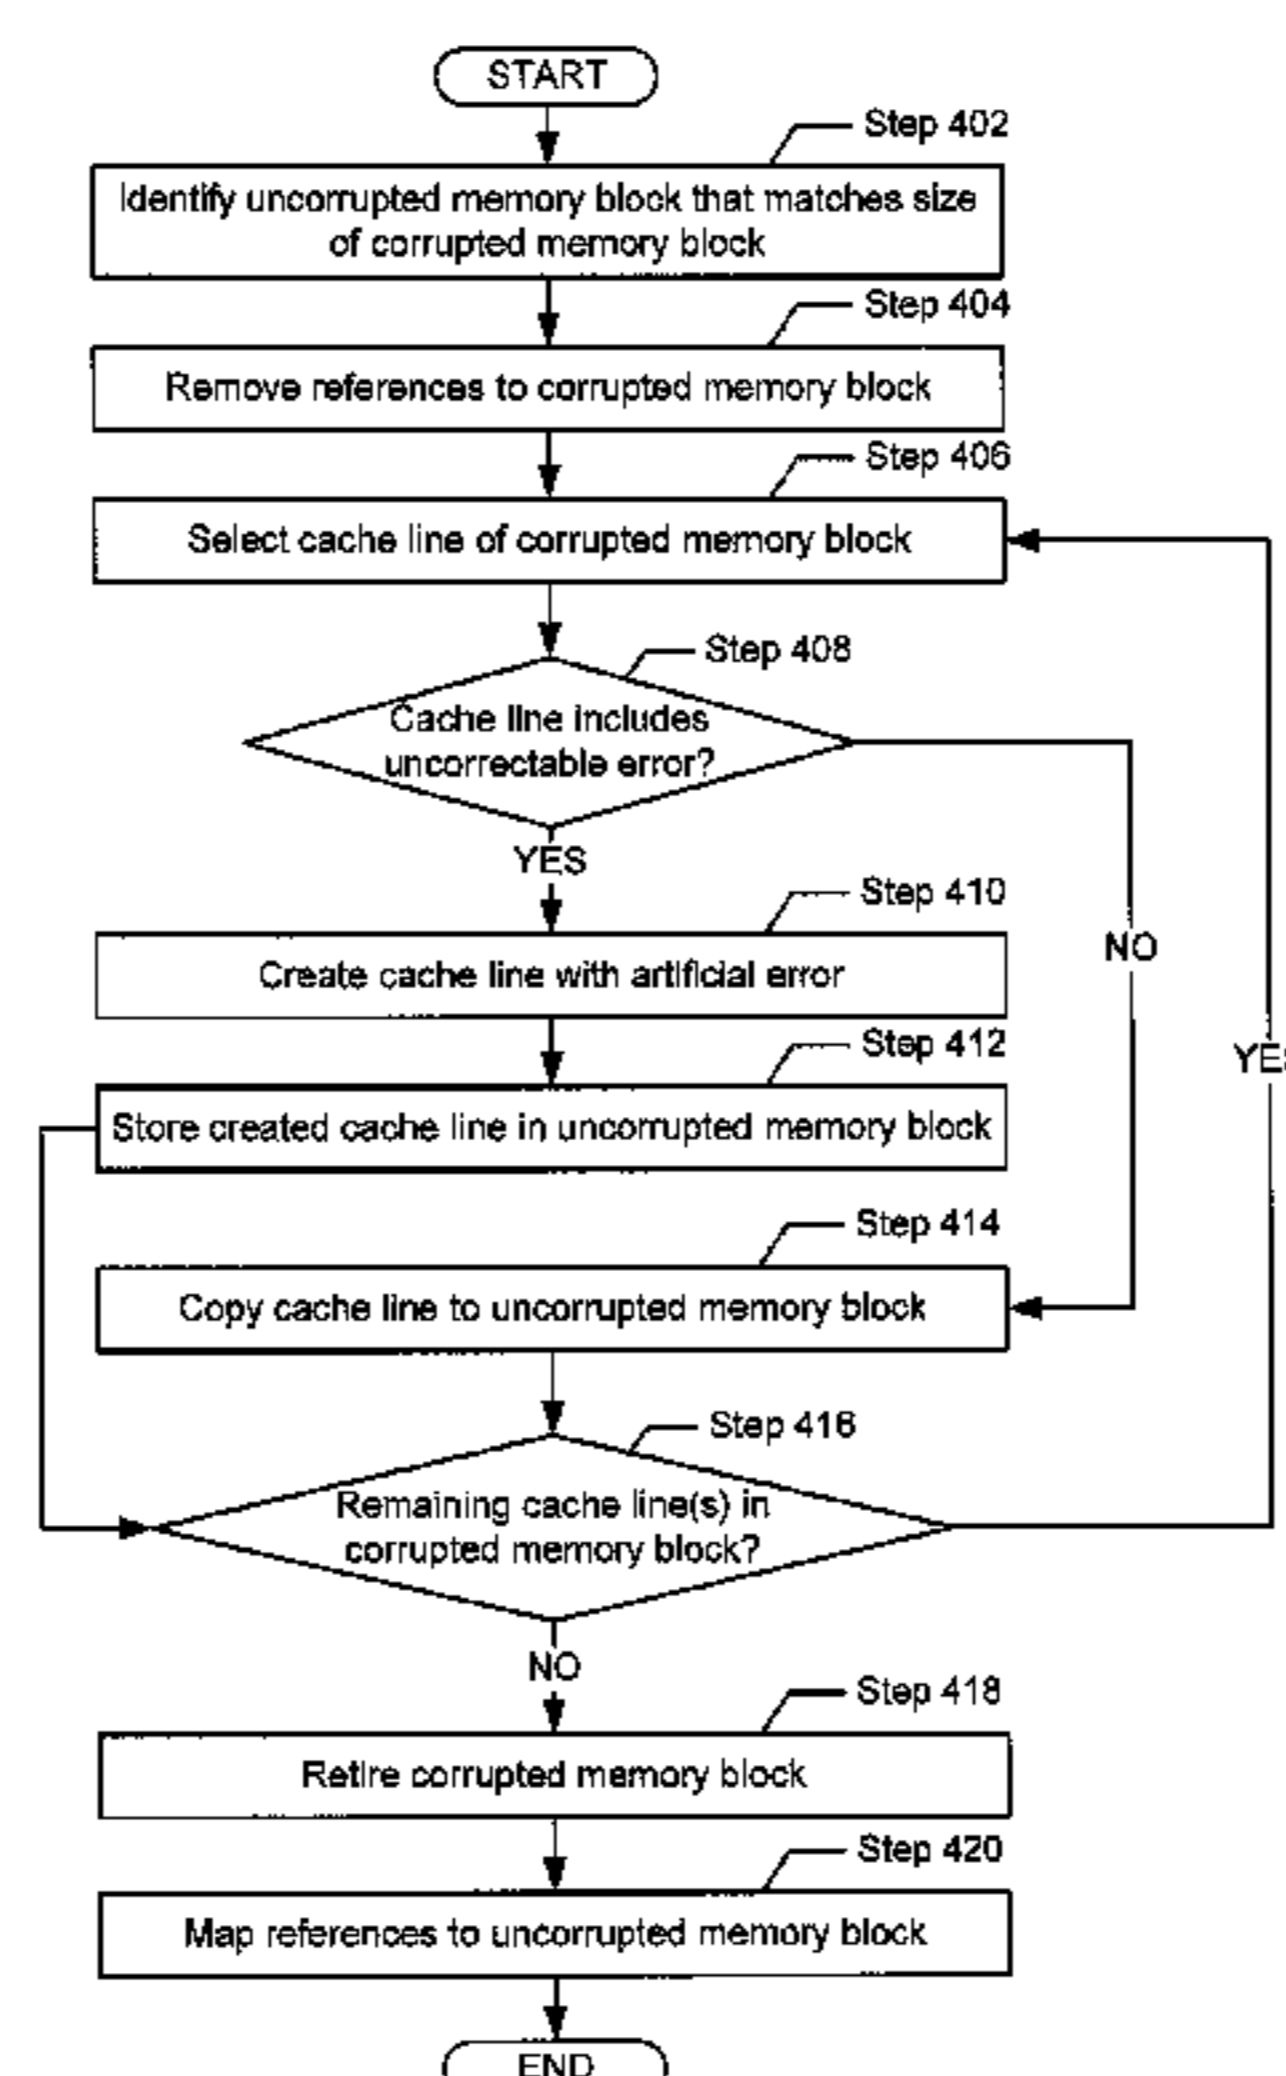 START
Step 402
Identify uncorrupted memory block that matches size
of corrupted memory block
Step 404
Remove references to corrupted memory block
Step 406
Select cache line of corrupted memory block
Step 408
Cache line includes
uncorrectable error?
YES
Step 410
Create cache line with artificial error
NO
Step 412
Store created cache line in uncorrupted memory block
YES
Step 414
Copy cache line to uncorrupted memory block
Step 416
Remaining cache line(s) in
corrupted memory block?
NO
Step 418
Retire corrupted memory block
Step 420
Map references to uncorrupted memory block
END